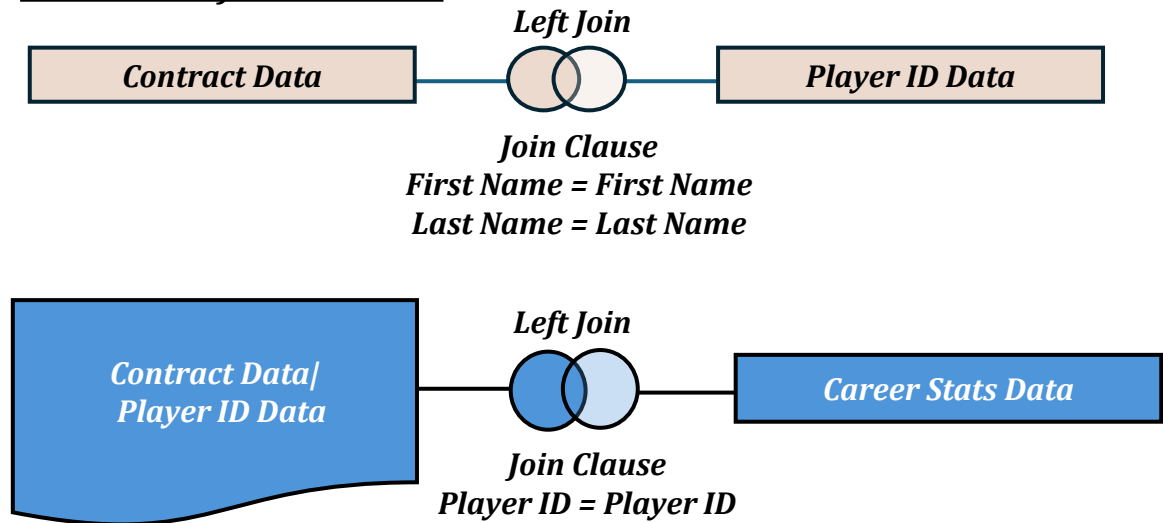 Left Join
Contract Data
Player ID Data
Join Clause
First Name = First Name
Last Name = Last Name
Left Join
Contract Data/
Player ID Data
Career Stats Data
Join Clause
Player ID = Player ID